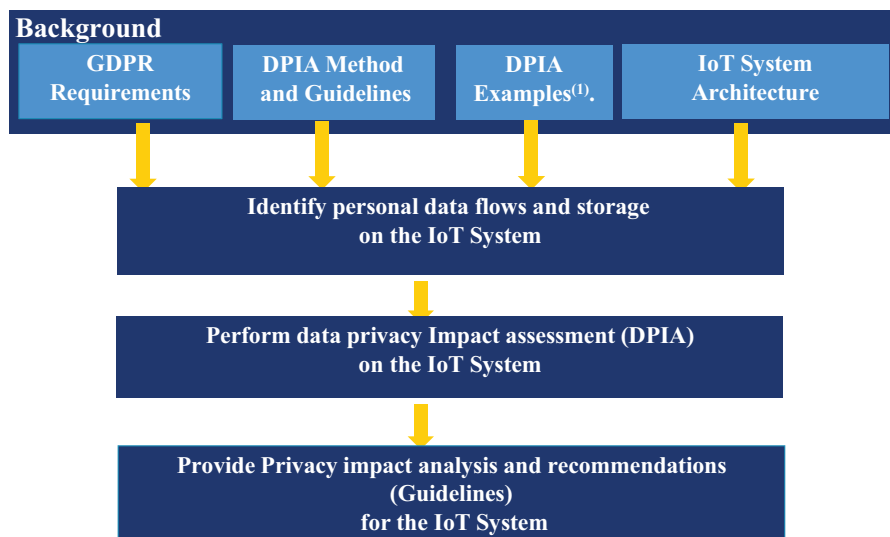 Background
GDPR
Requirements
DPIA Method
and Guidelines
DPIA
Examples(1).
IoT System
Architecture
Identify personal data flows and storage
on the IoT System
Perform data privacy Impact assessment (DPIA)
on the IoT System
Provide Privacy impact analysis and recommendations
(Guidelines)
for the IoT System